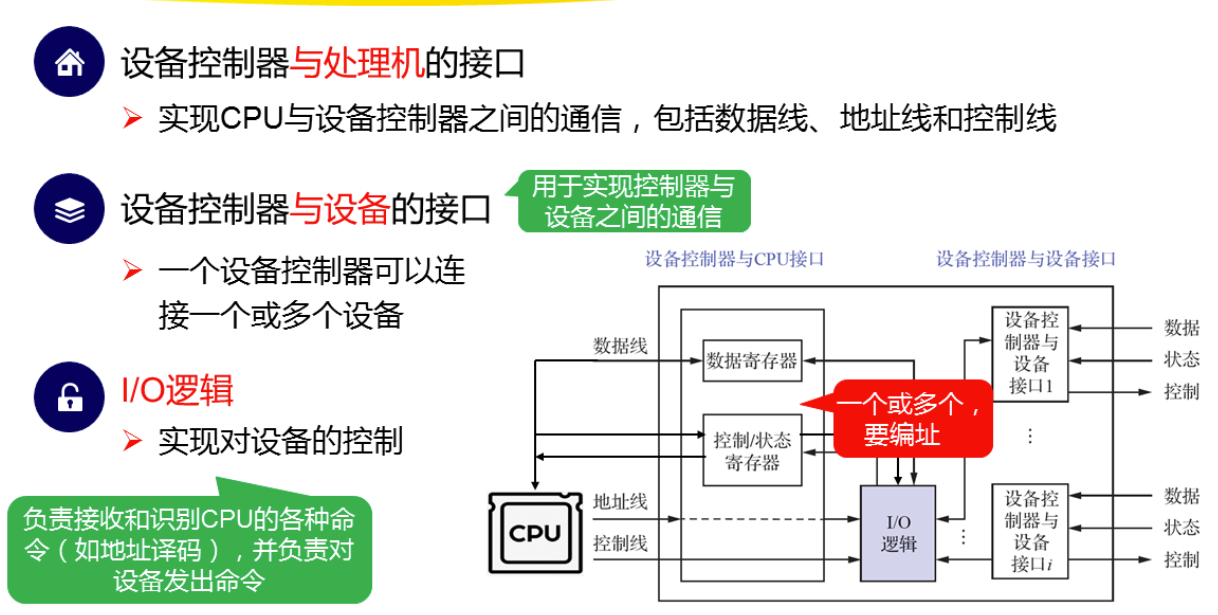 设备控制器与处理机的接口
实现CPU与设备控制器之间的通信，包括数据线、地址线和控制线
设备控制器与设备的接口
用于实现控制器与
设备之间的通信
一个设备控制器可以连
接一个或多个设备
I/O逻辑
实现对设备的控制
负责接收和识别CPU的各种命
令（如地址译码），并负责对
设备发出命令
设备控制器与CPU接口
设备控制器与设备接口
数据线
数据寄存器
控制/状态
寄存器
一个或多个，
要编址
CPU
地址线
控制线
I/O
逻辑
设备控
制器与
设备
接口1
数据
状态
控制
⋮
⋮
设备控
制器与
设备
接口i
数据
状态
控制